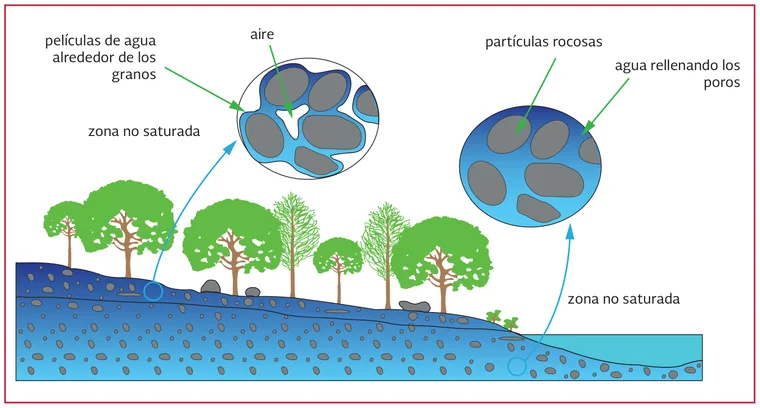 películas de agua
alrededor de los
granos
aire
partículas rocosas
agua rellenando los
poros
zona no saturada
zona no saturada